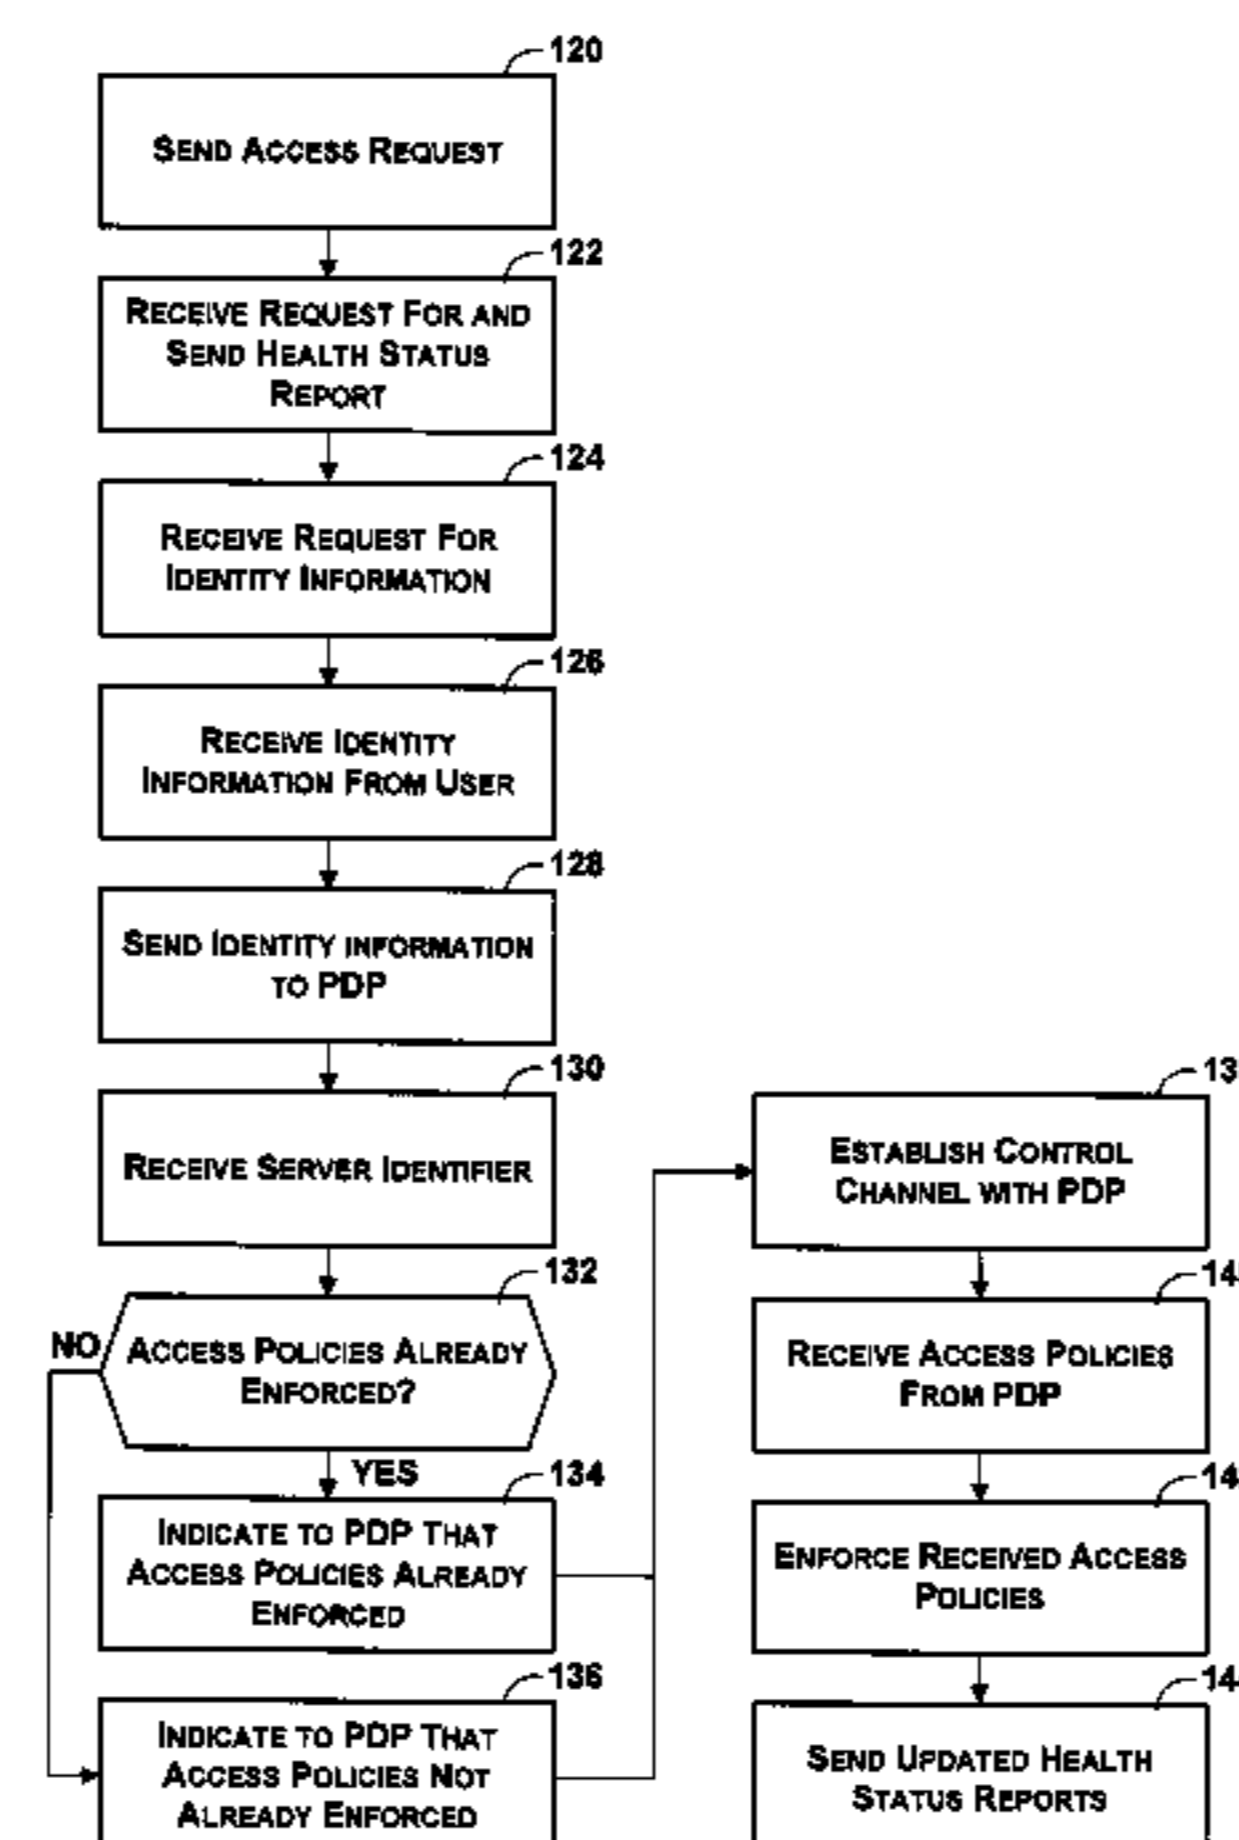 120
SEND ACCESS REQUEST
122
RECEIVE REQUEST FOR AND
SEND HEALTH STATUS
REPORT
124
RECEIVE REQUEST FOR
IDENTITY INFORMATION
126
RECEIVE IDENTITY
INFORMATION FROM USER
128
SEND IDENTITY INFORMATION
TO PDP
130
RECEIVE SERVER IDENTIFIER
132
NO
ACCESS POLICIES ALREADY
ENFORCED?
YES
134
INDICATE TO PDP THAT
ACCESS POLICIES ALREADY
ENFORCED
136
INDICATE TO PDP THAT
ACCESS POLICIES NOT
ALREADY ENFORCED
ESTABLISH CONTROL
CHANNEL WITH PDP
RECEIVE ACCESS POLICIES
FROM PDP
ENFORCE RECEIVED ACCESS
POLICIES
SEND UPDATED HEALTH
STATUS REPORTS